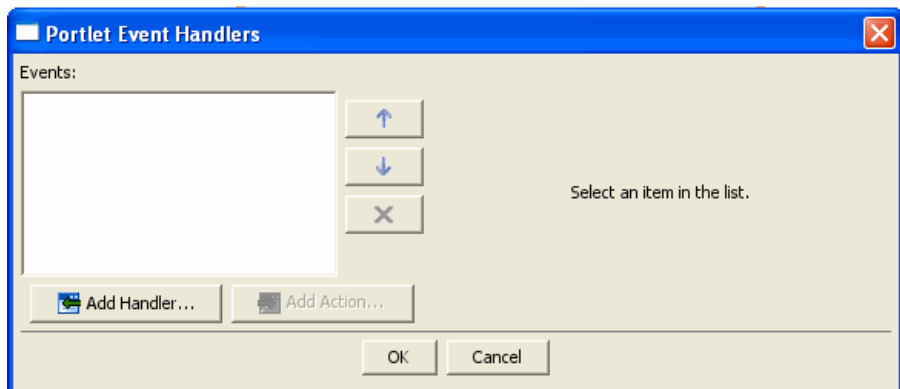 Portlet Event Handlers
Events:
Select an item in the list.
Add Handler... Add Action...
OK Cancel